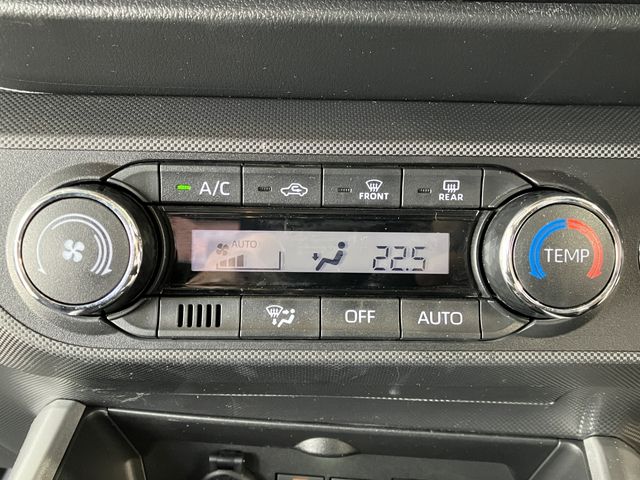 A/C
FRONT
REAR
AUTO
22.5
TEMP
OFF
AUTO